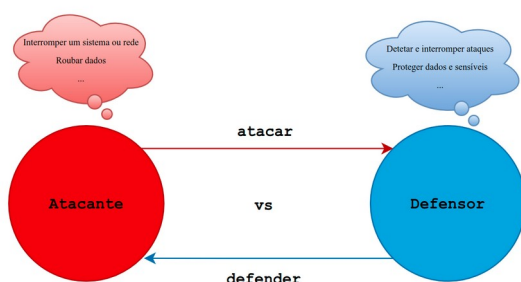 Interromper um sistema ou rede
Roubar dados
...
Detetar e interromper ataques
Proteger dados e sensíveis
...
atacar
Atacante
vs
Defensor
defender